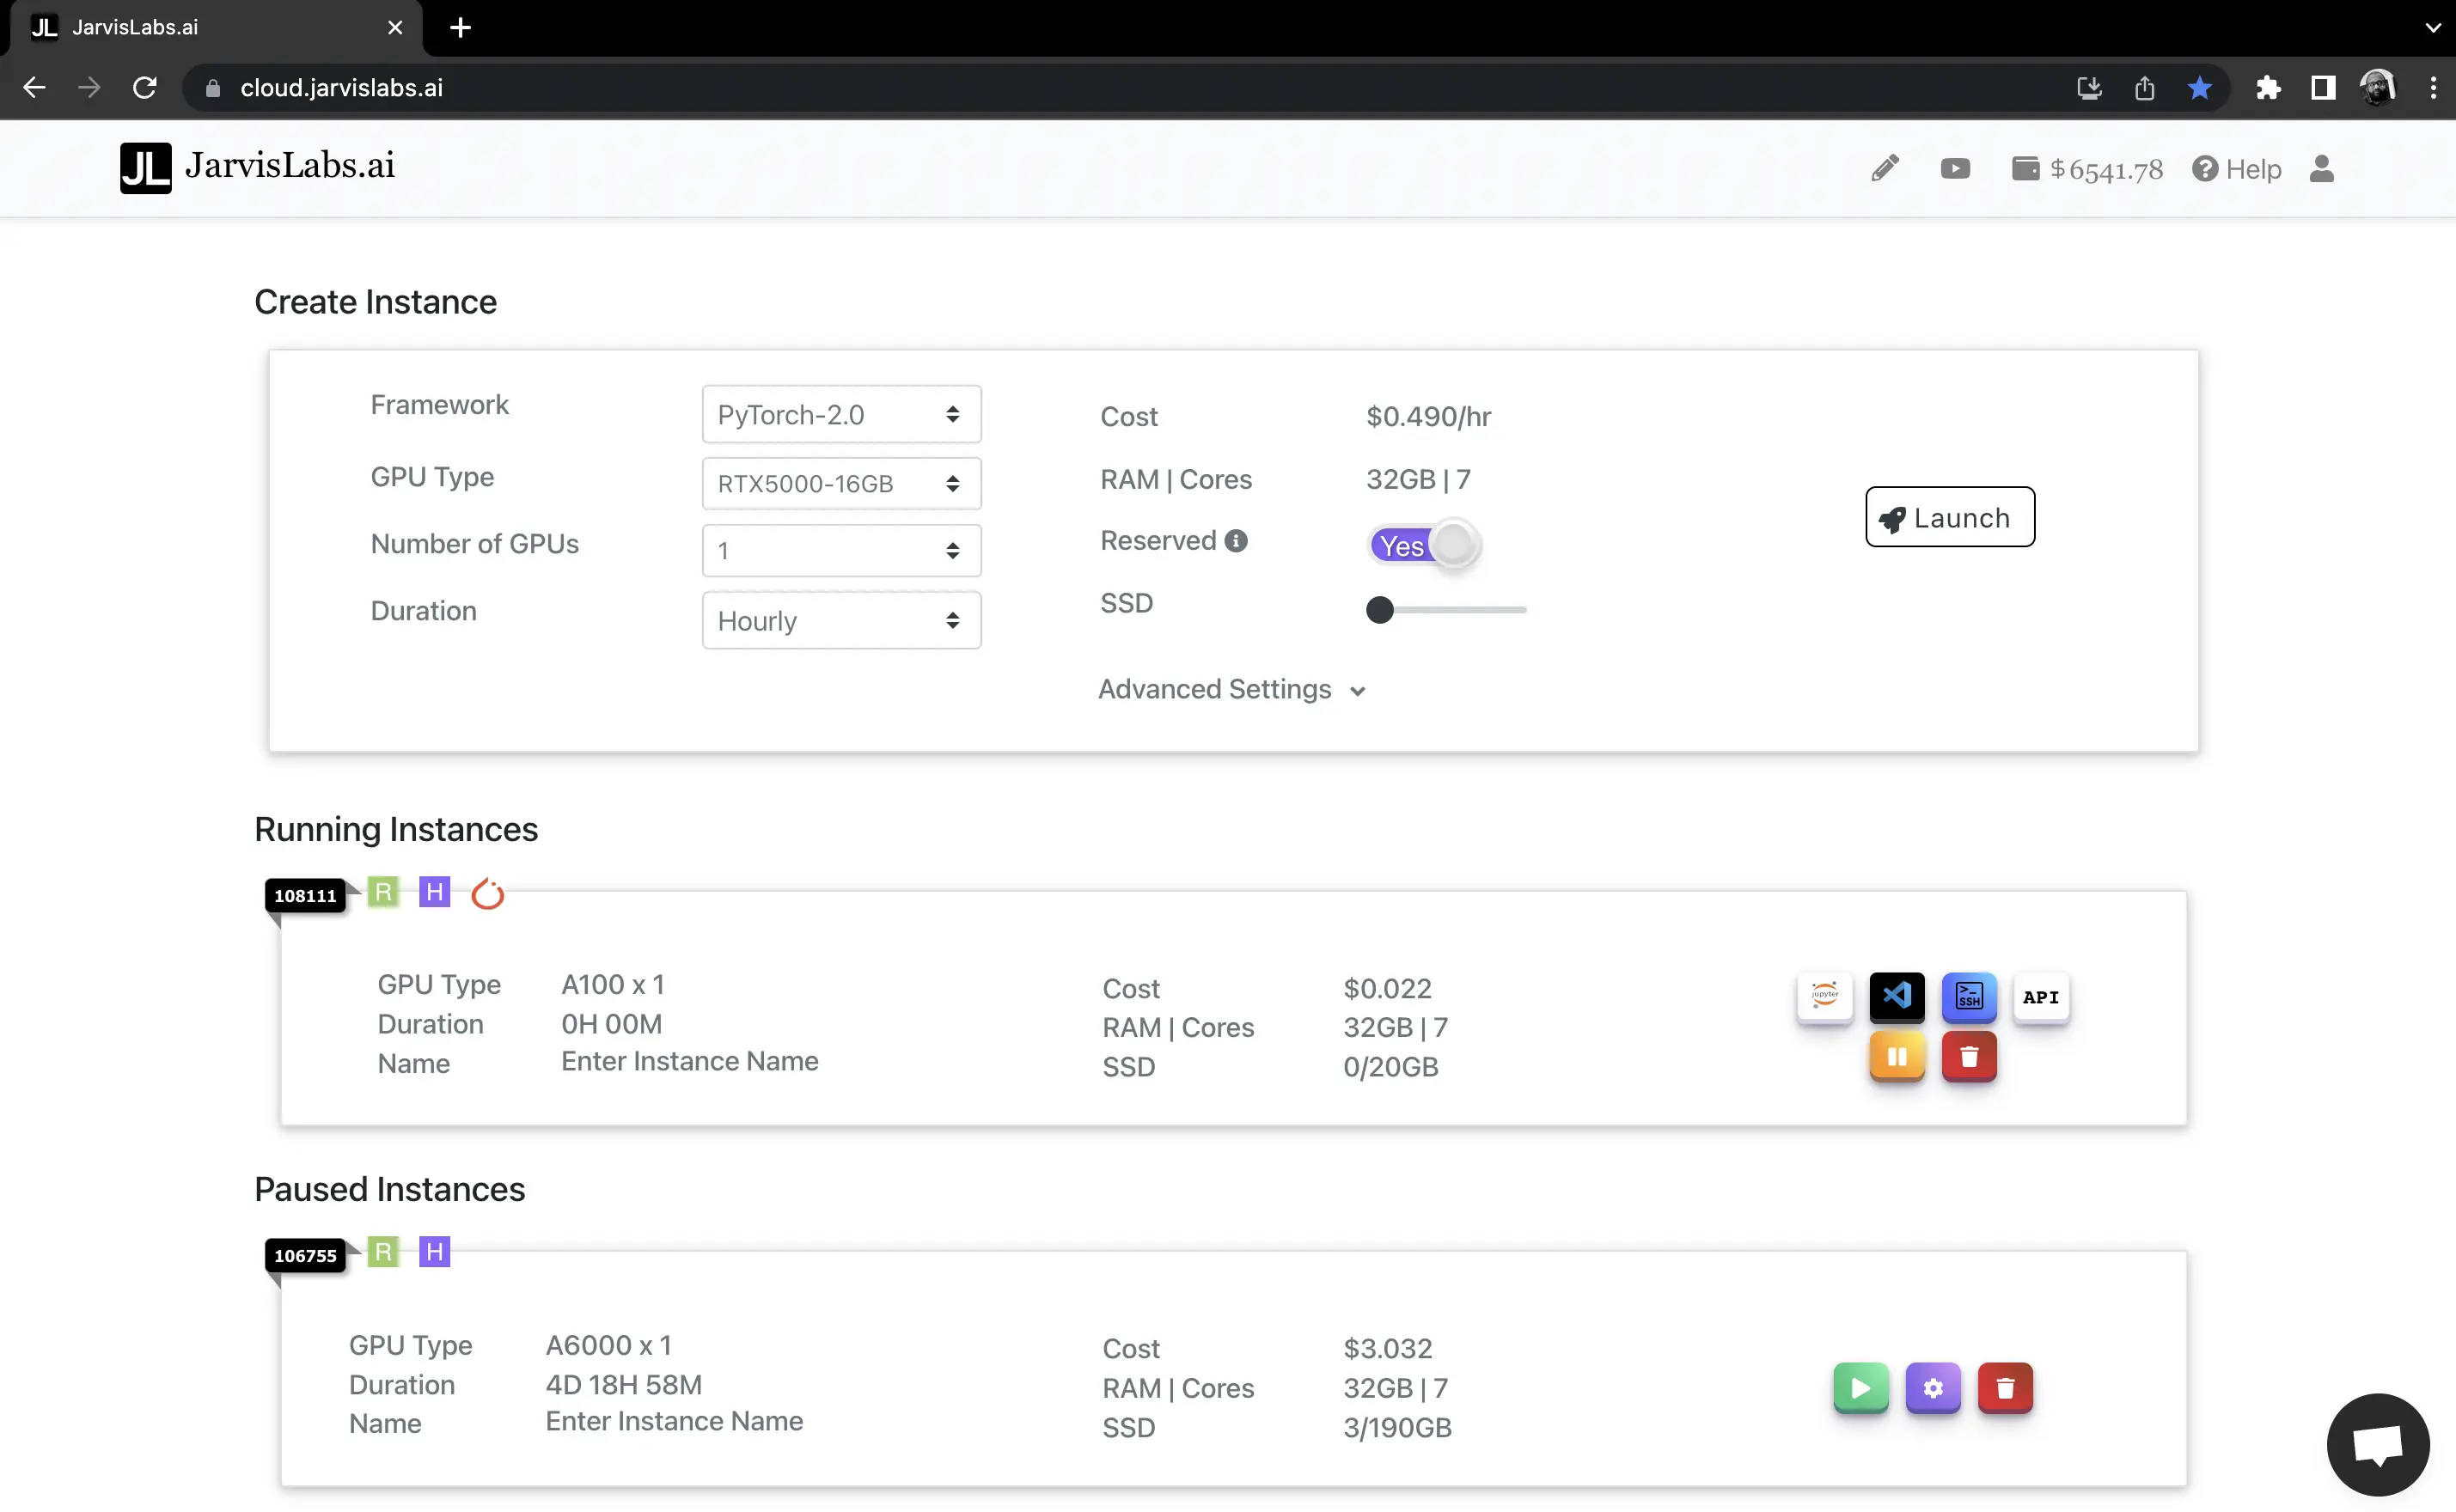 JL JarvisLabs.ai
cloud.jarvislabs.ai
JL JarvisLabs.ai
$6541.78 Help
Create Instance
Framework PyTorch-2.0
GPU Type RTX5000-16GB
Number of GPUs 1
Duration Hourly
Cost $0.490/hr
RAM | Cores 32GB | 7
Reserved Yes
SSD
Advanced Settings
Launch
Running Instances
108111 R H
GPU Type A100 x 1
Duration 0H 00M
Name Enter Instance Name
Cost $0.022
RAM | Cores 32GB | 7
SSD 0/20GB
jupyter >_SSH API
Paused Instances
106755 R H
GPU Type A6000 x 1
Duration 4D 18H 58M
Name Enter Instance Name
Cost $3.032
RAM | Cores 32GB | 7
SSD 3/190GB